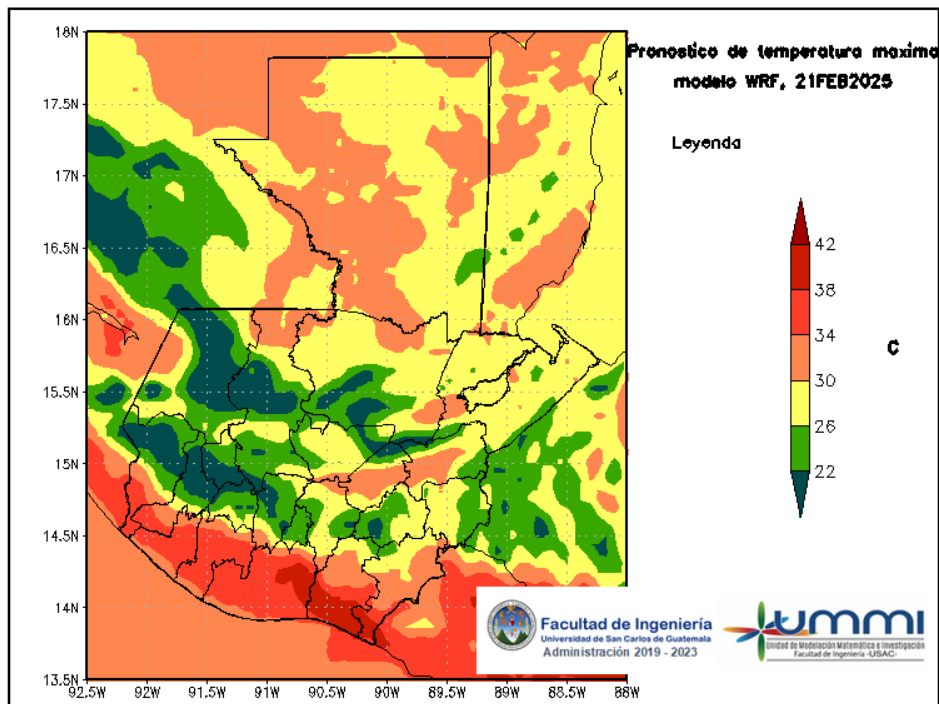 Pronostico de temperatura maxima
modelo WRF, 21FEB2025
Leyenda
42
38
34
30
26
22
C
18N
17.5N
17N
16.5N
16N
15.5N
15N
14.5N
14N
13.5N
92.5W
92W
91.5W
91W
90.5W
90W
89.5W
89W
88.5W
88W
Facultad de Ingeniería
Universidad de San Carlos de Guatemala
Administración 2019 - 2023
UMMI
Unidad de Modelación Matemática e Investigación
Facultad de Ingeniería -USAC-